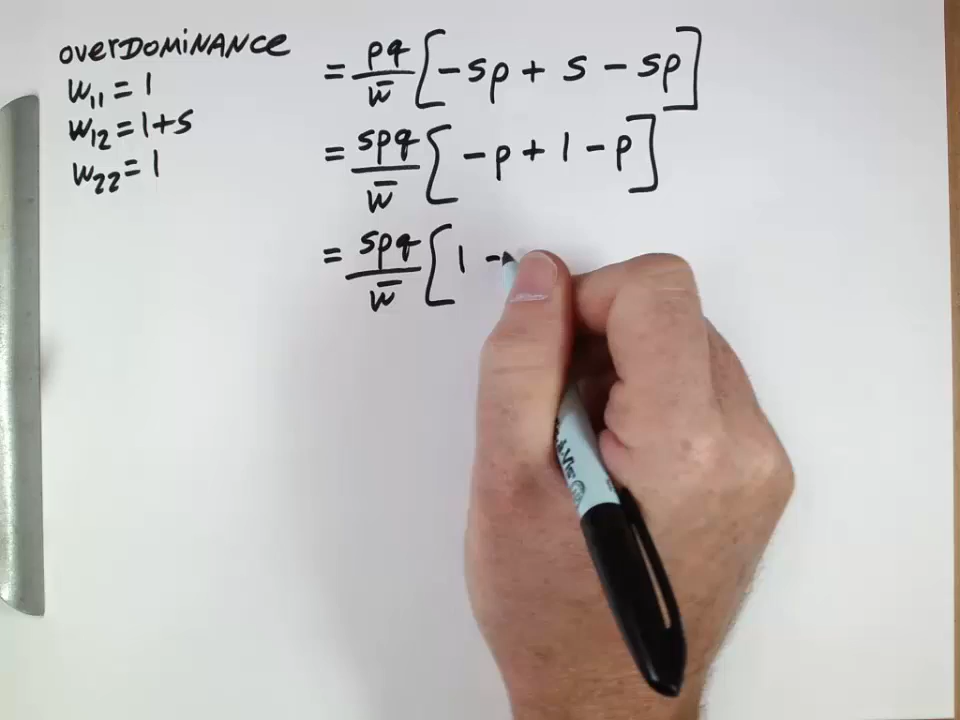 overDOMINANCE
w₁₁ = 1
w₁₂ = 1+s
w₂₂ = 1
= pq/w̄ [-sp + s - sp]
= spq/w̄ [-p + 1 - p]
= spq/w̄ [1 -